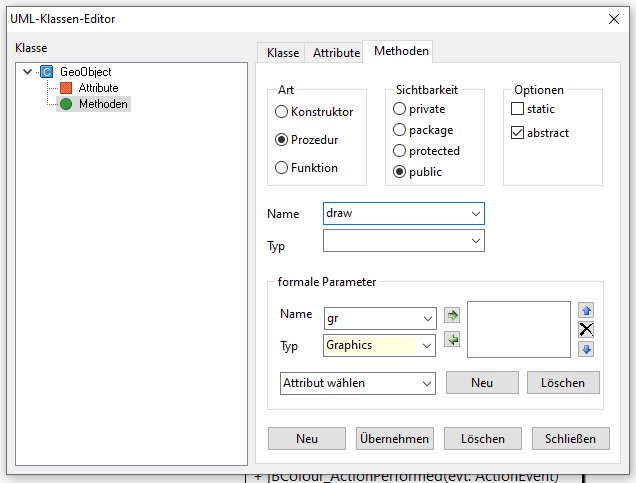 UML-Klassen-Editor
Klasse
GeoObject
Attribute
Methoden
Klasse Attribute Methoden
Art
Konstruktor
Prozedur
Funktion
Sichtbarkeit
private
package
protected
public
Optionen
static
abstract
Name draw
Typ
formale Parameter
Name gr
Typ Graphics
Attribut wählen Neu Löschen
Neu Übernehmen Löschen Schließen
+ jBColour_ActionPerformed(evt: ActionEvent)